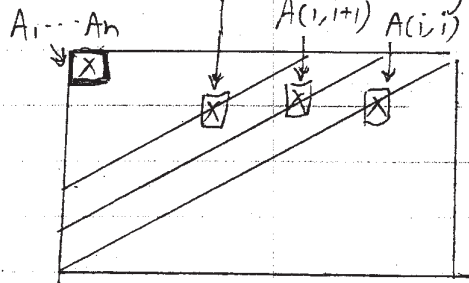 A₁ ⋯ An
A(i,i+1)
A(i,i)
X
X
X
X